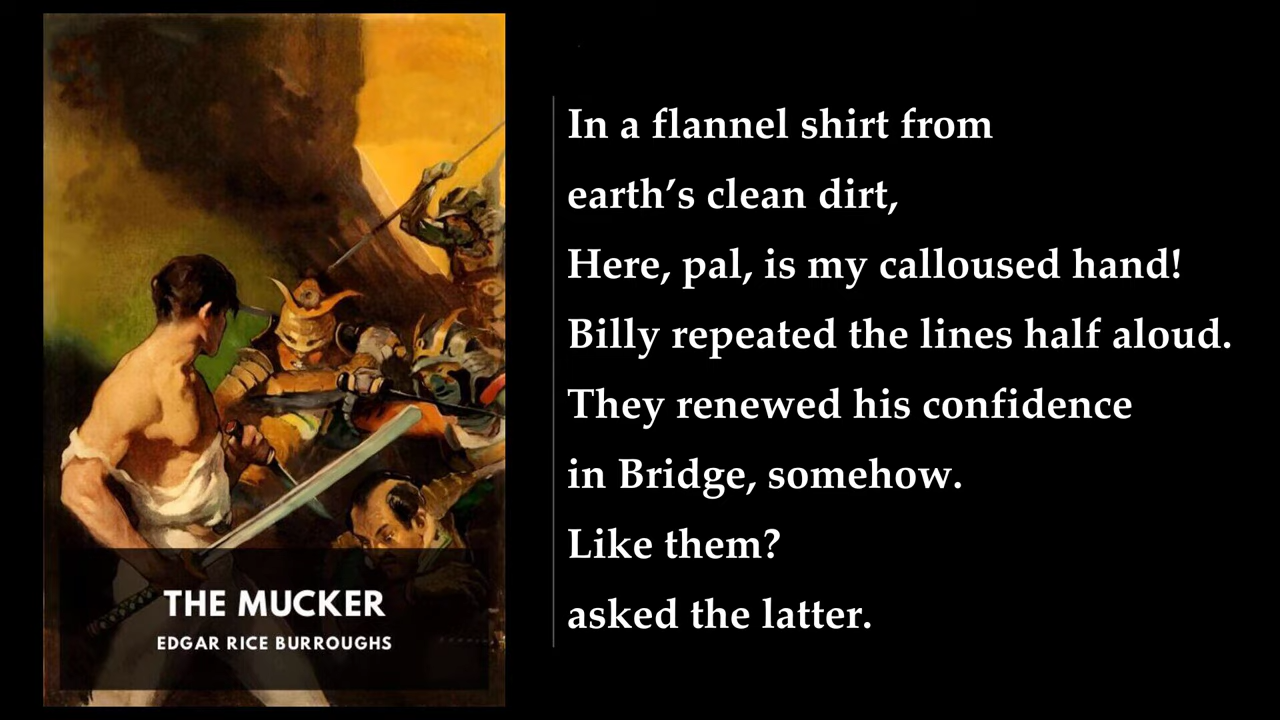 THE MUCKER
EDGAR RICE BURROUGHS
In a flannel shirt from
earth’s clean dirt,
Here, pal, is my calloused hand!
Billy repeated the lines half aloud.
They renewed his confidence
in Bridge, somehow.
Like them?
asked the latter.